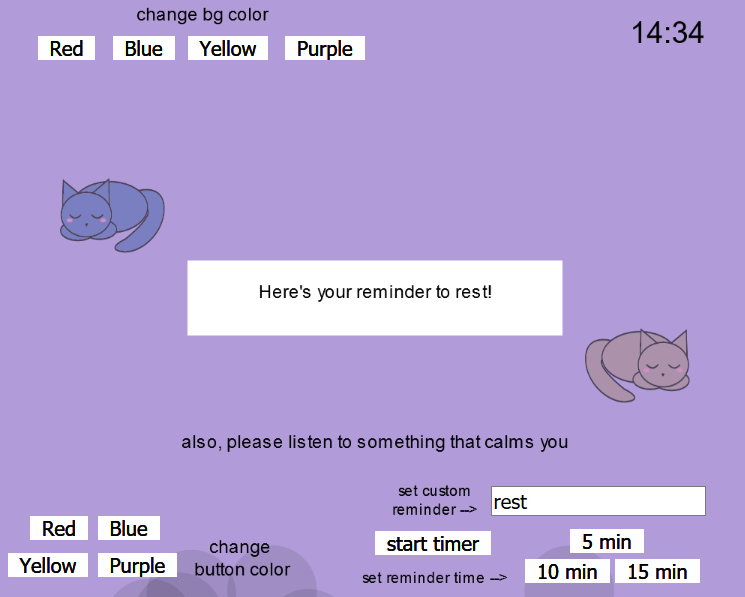 change bg color
14:34
Red Blue Yellow Purple
Here's your reminder to rest!
also, please listen to something that calms you
set custom
reminder --> rest
Red Blue
start timer 5 min
change
button color
Yellow Purple
set reminder time --> 10 min 15 min